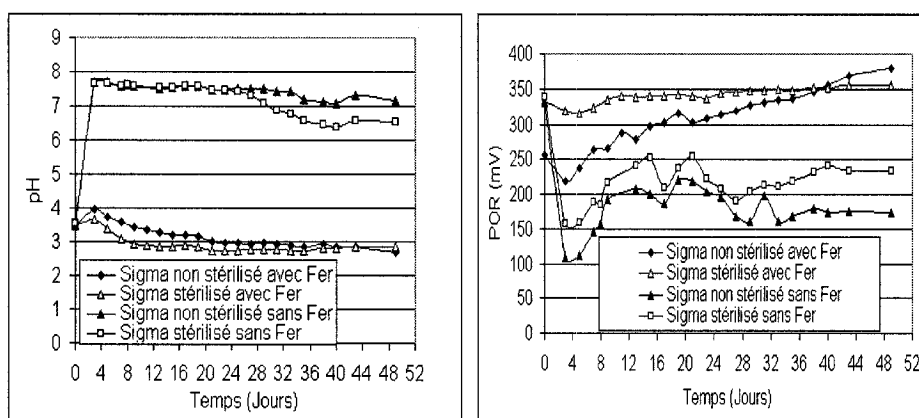 9
8
7
6
5
4
3
2
1
0
pH
Sigma non stérilisé avec Fer
Sigma stérilisé avec Fer
Sigma non stérilisé sans Fer
Sigma stérilisé sans Fer
0 4 8 12 16 20 24 28 32 36 40 44 48 52
Temps (Jours)
400
350
300
250
200
150
100
50
0
POR (mV)
Sigma non stérilisé avec Fer
Sigma stérilisé avec Fer
Sigma non stérilisé sans Fer
Sigma stérilisé sans Fer
0 4 8 12 16 20 24 28 32 36 40 44 48 52
Temps (Jours)